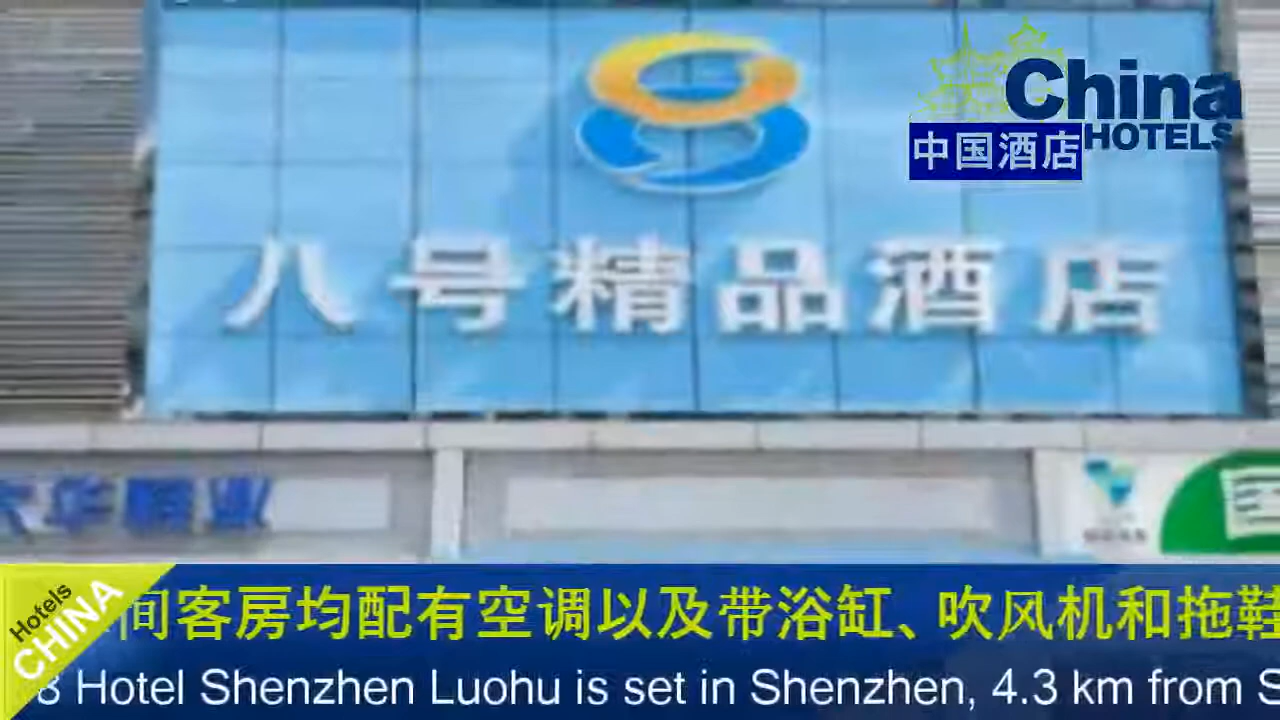 China
HOTELS
中国酒店
八号精品酒店
间客房均配有空调以及带浴缸、吹风机和拖鞋
Hotels
CHINA
8 Hotel Shenzhen Luohu is set in Shenzhen, 4.3 km from S